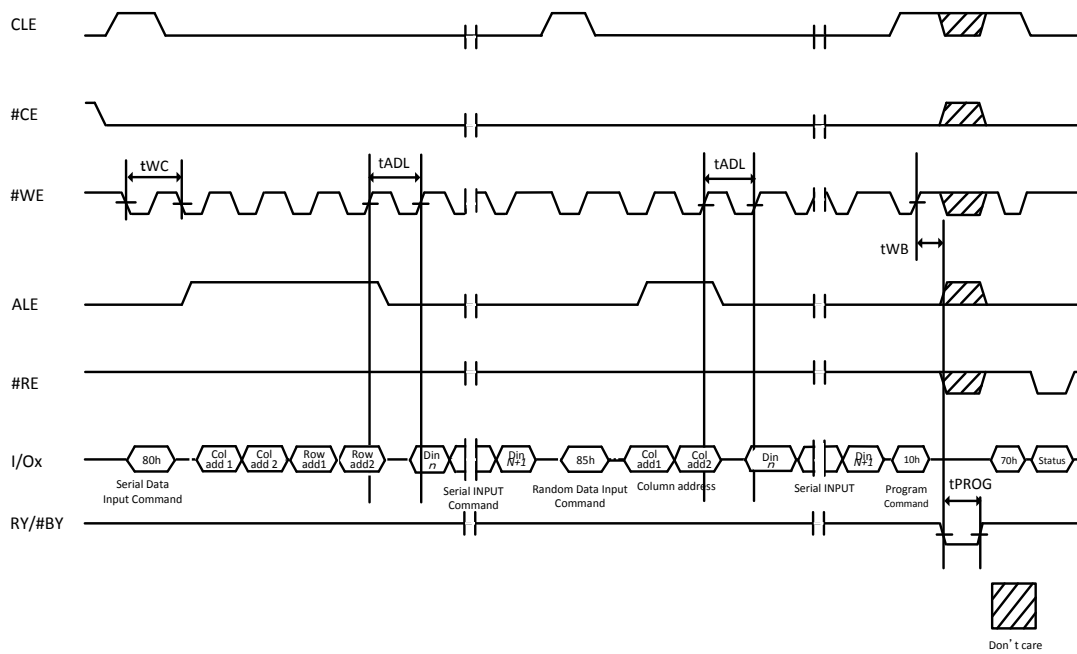 CLE
#CE
tWC
tADL
tADL
#WE
tWB
ALE
#RE
I/Ox
80h
Col
add 1
Col
add 2
Row
add1
Row
add2
Din
n
Din
N+1
85h
Col
add1
Col
add2
Din
n
Din
N+1
10h
70h
Status
Serial Data
Input Command
Serial INPUT
Command
Random Data Input
Command
Column address
Serial INPUT
Program
Command
tPROG
RY/#BY
Don't care